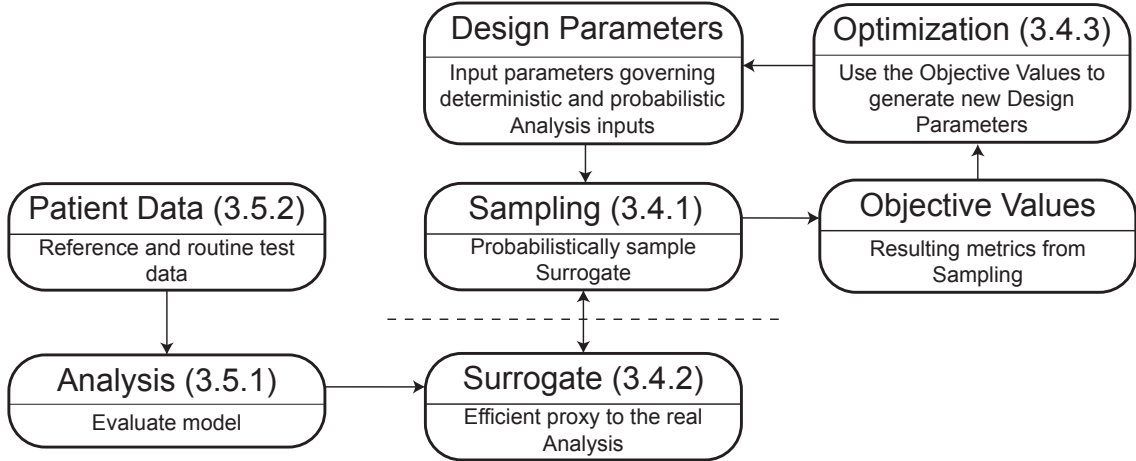 Design Parameters
Input parameters governing
deterministic and probabilistic
Analysis inputs
Optimization (3.4.3)
Use the Objective Values to
generate new Design
Parameters
Patient Data (3.5.2)
Reference and routine test
data
Sampling (3.4.1)
Probabilistically sample
Surrogate
Objective Values
Resulting metrics from
Sampling
Analysis (3.5.1)
Evaluate model
Surrogate (3.4.2)
Efficient proxy to the real
Analysis